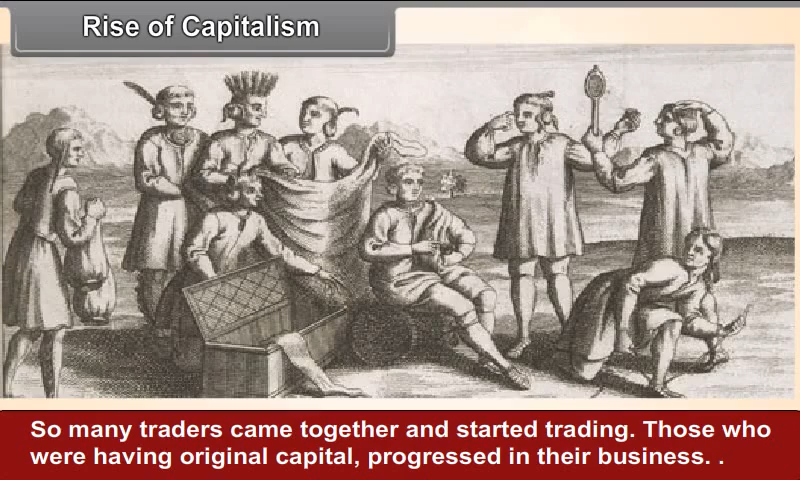 Rise of Capitalism
So many traders came together and started trading. Those who
were having original capital, progressed in their business. .